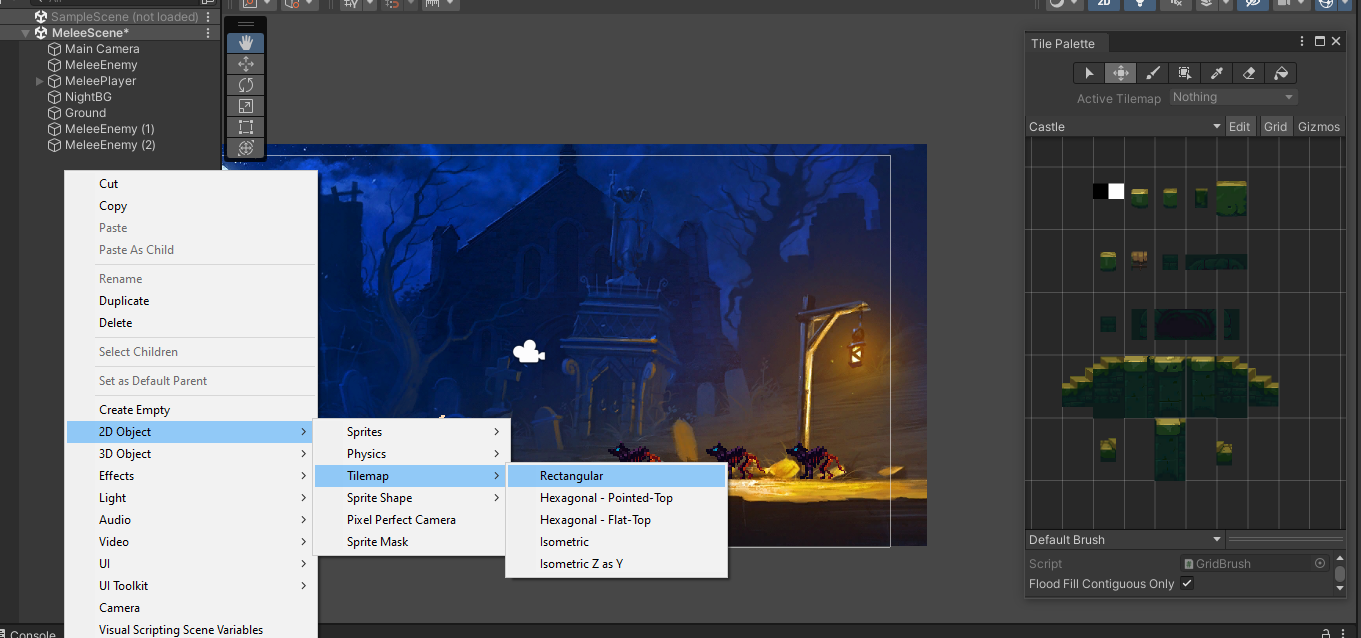 All
2D
SampleScene (not loaded)
MeleeScene*
Main Camera
MeleeEnemy
MeleePlayer
NightBG
Ground
MeleeEnemy (1)
MeleeEnemy (2)
Cut
Copy
Paste
Paste As Child
Rename
Duplicate
Delete
Select Children
Set as Default Parent
Create Empty
2D Object
3D Object
Effects
Light
Audio
Video
UI
UI Toolkit
Camera
Visual Scripting Scene Variables
Sprites
Physics
Tilemap
Sprite Shape
Pixel Perfect Camera
Sprite Mask
Rectangular
Hexagonal - Pointed-Top
Hexagonal - Flat-Top
Isometric
Isometric Z as Y
Tile Palette
Active Tilemap Nothing
Castle Edit Grid Gizmos
Default Brush
Script GridBrush
Flood Fill Contiguous Only
Console